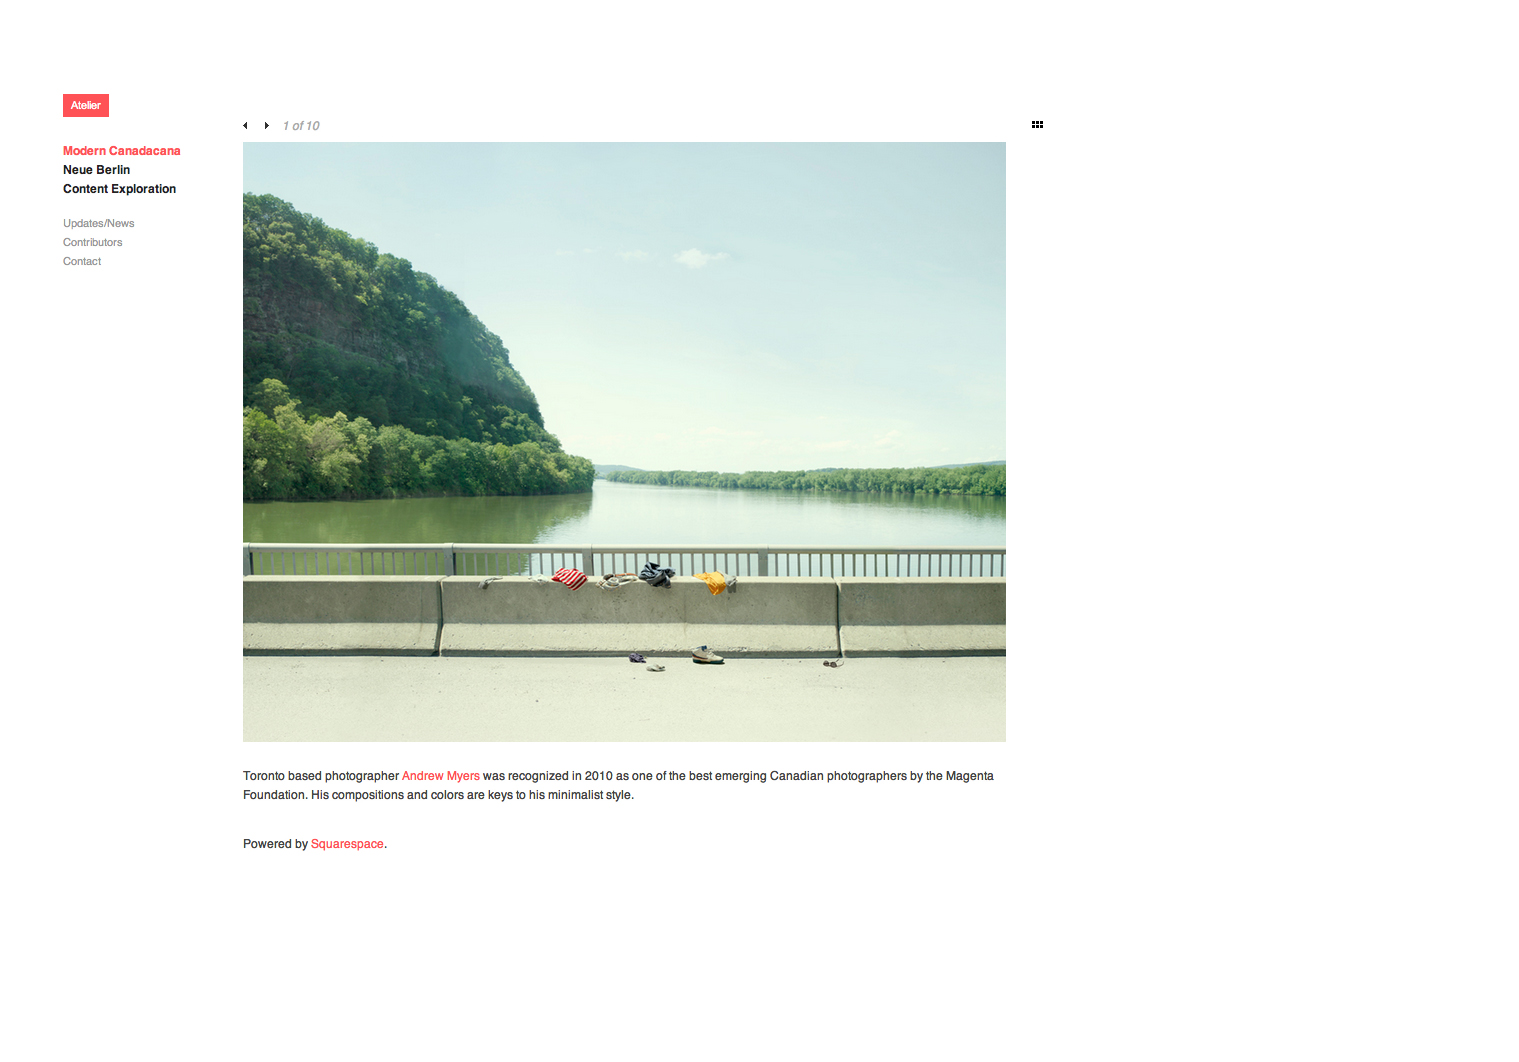 Atelier
1 of 10
Modern Canadacana
Neue Berlin
Content Exploration
Updates/News
Contributors
Contact
Toronto based photographer Andrew Myers was recognized in 2010 as one of the best emerging Canadian photographers by the Magenta
Foundation. His compositions and colors are keys to his minimalist style.
Powered by Squarespace.